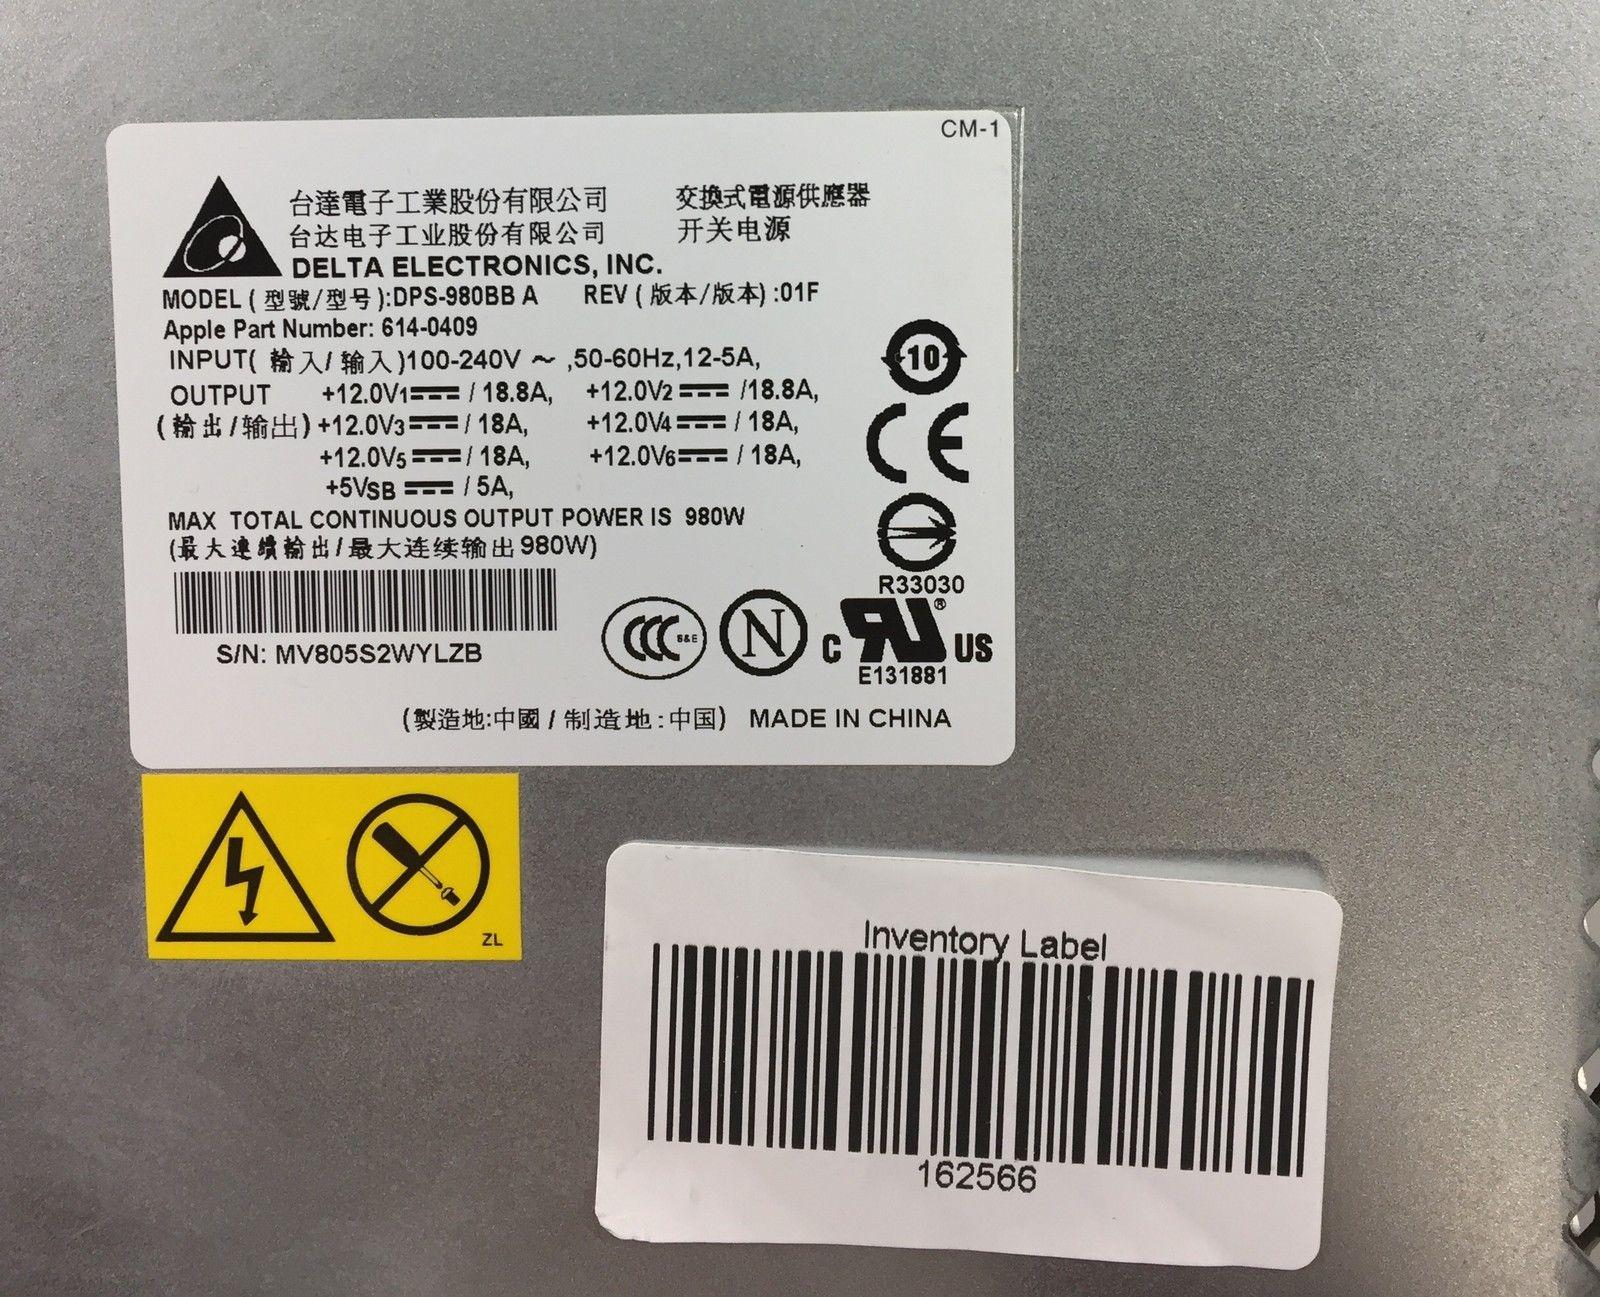 CM-1
台達電子工業股份有限公司 交換式電源供應器
台达电子工业股份有限公司 开关电源
DELTA ELECTRONICS, INC.
MODEL ( 型號/型号 ):DPS-980BB A REV ( 版本/版本) :01F
Apple Part Number: 614-0409
INPUT( 輸入/ 输入 )100-240V ～ ,50-60Hz,12-5A,
10
OUTPUT +12.0V1⎓ / 18.8A, +12.0V2 ⎓ /18.8A,
( 輸出 /输出) +12.0V3⎓ / 18A, +12.0V4⎓ / 18A,
+12.0V5 ⎓ / 18A, +12.0V6⎓ / 18A,
+5VSB ⎓ / 5A,
CE
MAX TOTAL CONTINUOUS OUTPUT POWER IS 980W
(最大連續輸出 / 最大连续输出 980W)
R33030
S/N: MV805S2WYLZB
CCC S&E
N
C RU ® US
E131881
(製造地:中國 / 制造地 : 中国) MADE IN CHINA
ZL
Inventory Label
162566